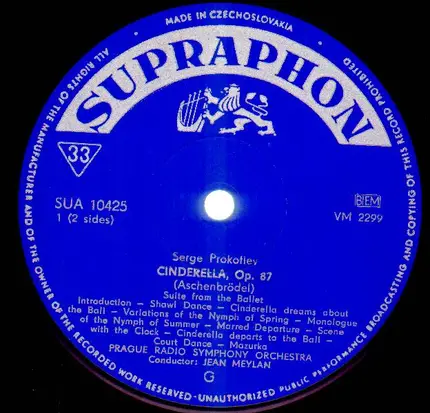 MADE IN CZECHOSLOVAKIA
ALL RIGHTS OF THE MANUFACTURER AND OF THE OWNER OF THE RECORDED WORK RESERVED · UNAUTHORIZED PUBLIC PERFORMANCE BROADCASTING AND COPYING OF THIS RECORD PROHIBITED
SUPRAPHON
33
SUA 10425
1 (2 sides)
BIEM
VM 2299
Serge Prokofiev
CINDERELLA, Op. 87
(Aschenbrödel)
Suite from the Ballet
Introduction - Shawl Dance - Cinderella dreams about
the Ball - Variations of the Nymph of Spring - Monologue
of the Nymph of Summer - Marred Departure - Scene
with the Clock - Cinderella departs to the Ball -
Court Dance - Mazurka
PRAGUE RADIO SYMPHONY ORCHESTRA
Conductor: JEAN MEYLAN
G